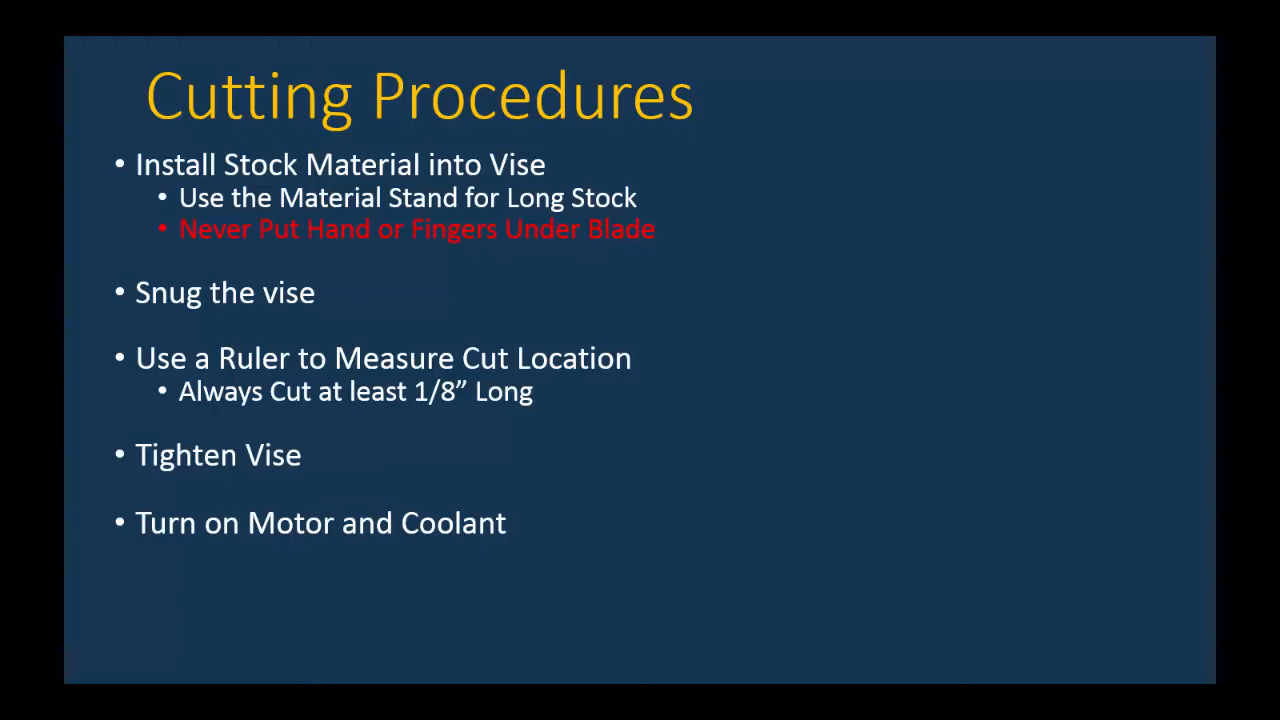 Cutting Procedures
• Install Stock Material into Vise
• Use the Material Stand for Long Stock
• Never Put Hand or Fingers Under Blade
• Snug the vise
• Use a Ruler to Measure Cut Location
• Always Cut at least 1/8” Long
• Tighten Vise
• Turn on Motor and Coolant